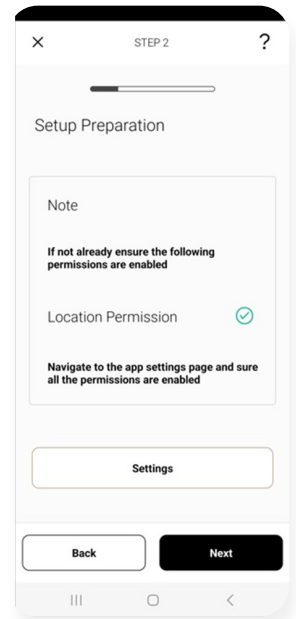 STEP 2
?
Setup Preparation
Note
If not already ensure the following
permissions are enabled
Location Permission
Navigate to the app settings page and sure
all the permissions are enabled
Settings
Back
Next